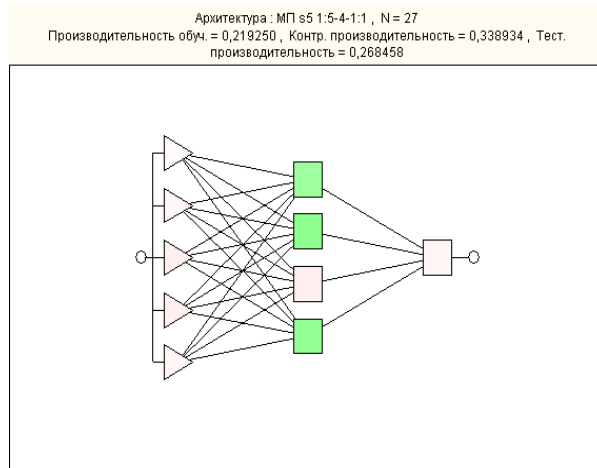 Архитектура : МП s5 1:5-4-1:1 , N = 27
Производительность обуч. = 0,219250 , Контр. производительность = 0,338934 , Тест.
производительность = 0,268458